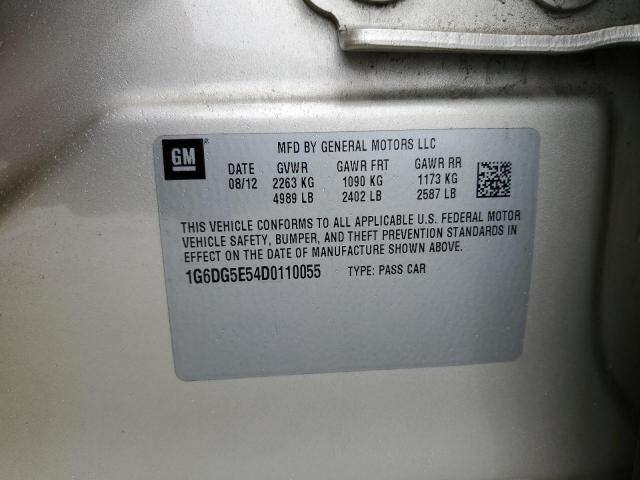 GM
MFD BY GENERAL MOTORS LLC
DATE GVWR GAWR FRT GAWR RR
08/12 2263 KG 1090 KG 1173 KG
4989 LB 2402 LB 2587 LB
THIS VEHICLE CONFORMS TO ALL APPLICABLE U.S. FEDERAL MOTOR
VEHICLE SAFETY, BUMPER, AND THEFT PREVENTION STANDARDS IN
EFFECT ON THE DATE OF MANUFACTURE SHOWN ABOVE.
1G6DG5E54D0110055 TYPE: PASS CAR